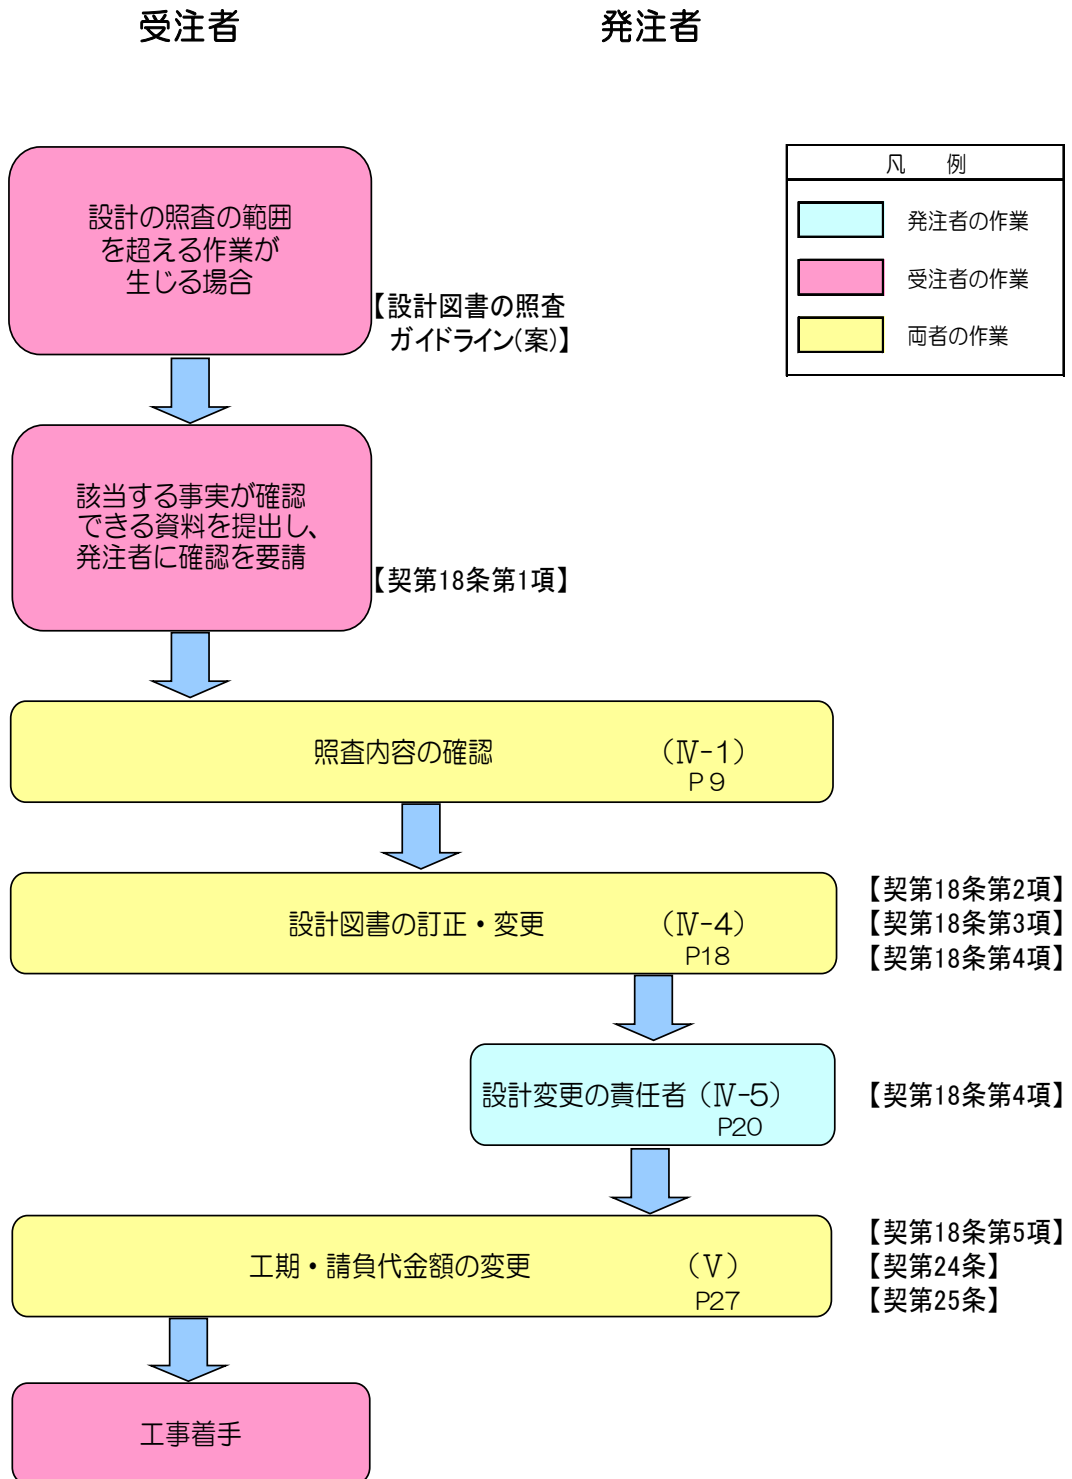 受注者
発注者
凡　例
発注者の作業
受注者の作業
両者の作業
設計の照査の範囲
を超える作業が
生じる場合
【設計図書の照査
ガイドライン(案)】
該当する事実が確認
できる資料を提出し、
発注者に確認を要請
【契第18条第1項】
照査内容の確認　（Ⅳ-1）
P９
設計図書の訂正・変更　（Ⅳ-4）
P18
【契第18条第2項】
【契第18条第3項】
【契第18条第4項】
設計変更の責任者（Ⅳ-5）
P20
【契第18条第4項】
工期・請負代金額の変更　（Ⅴ）
P27
【契第18条第5項】
【契第24条】
【契第25条】
工事着手